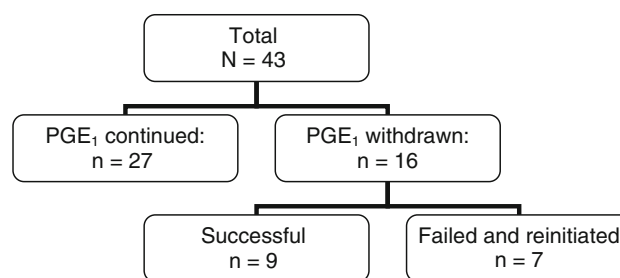 Total
N = 43
PGE₁ continued:
n = 27
PGE₁ withdrawn:
n = 16
Successful
n = 9
Failed and reinitiated
n = 7